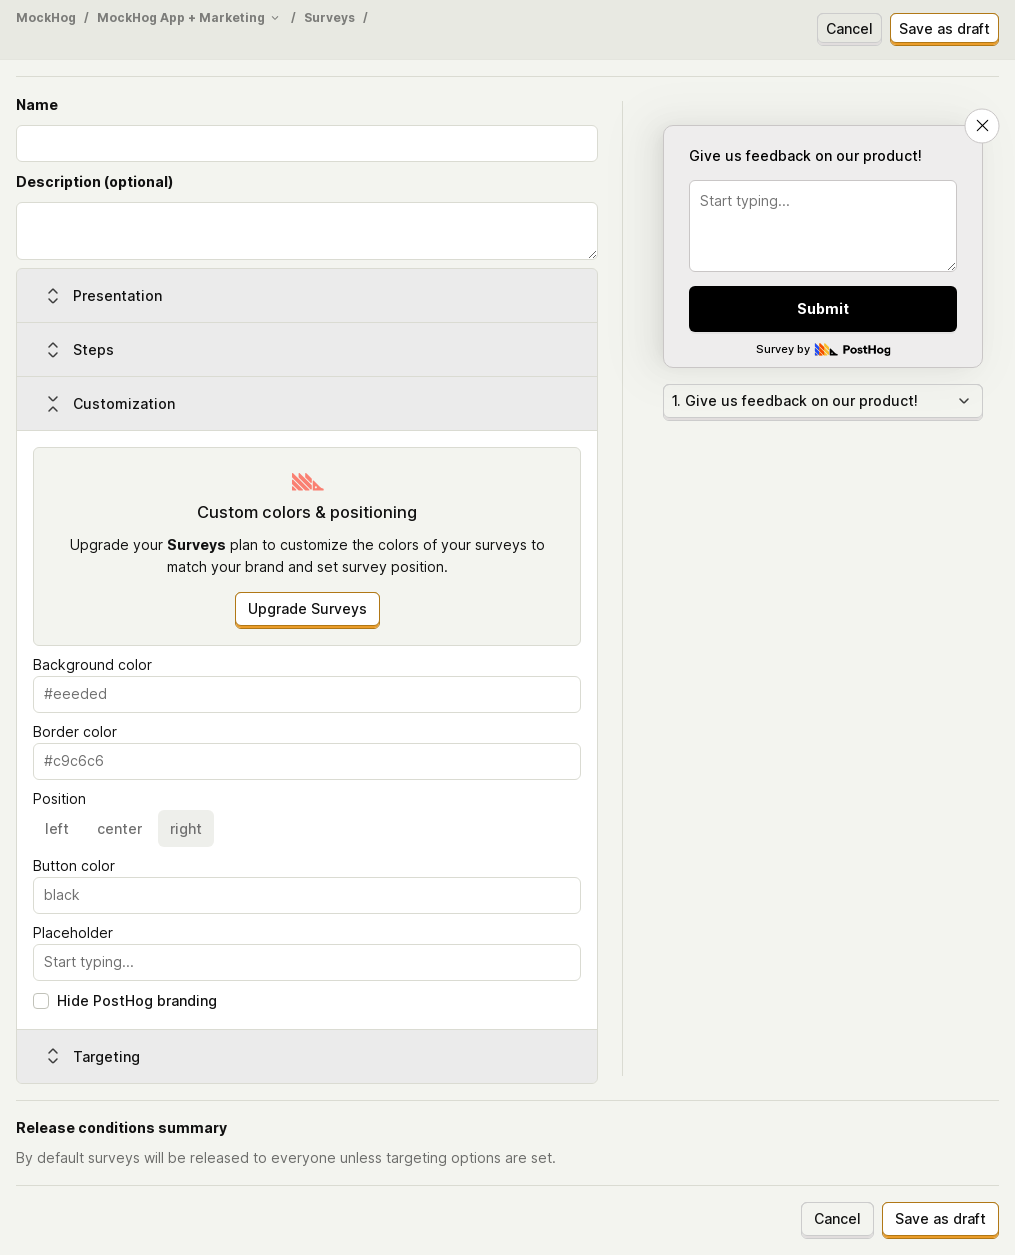 MockHog / MockHog App + Marketing / Surveys /
Cancel
Save as draft
Name
Description (optional)
Presentation
Steps
Customization
Custom colors & positioning
Upgrade your Surveys plan to customize the colors of your surveys to
match your brand and set survey position.
Upgrade Surveys
Background color
#eeeded
Border color
#c9c6c6
Position
left center right
Button color
black
Placeholder
Start typing...
Hide PostHog branding
Targeting
Give us feedback on our product!
Start typing...
Submit
Survey by PostHog
1. Give us feedback on our product!
Release conditions summary
By default surveys will be released to everyone unless targeting options are set.
Cancel
Save as draft